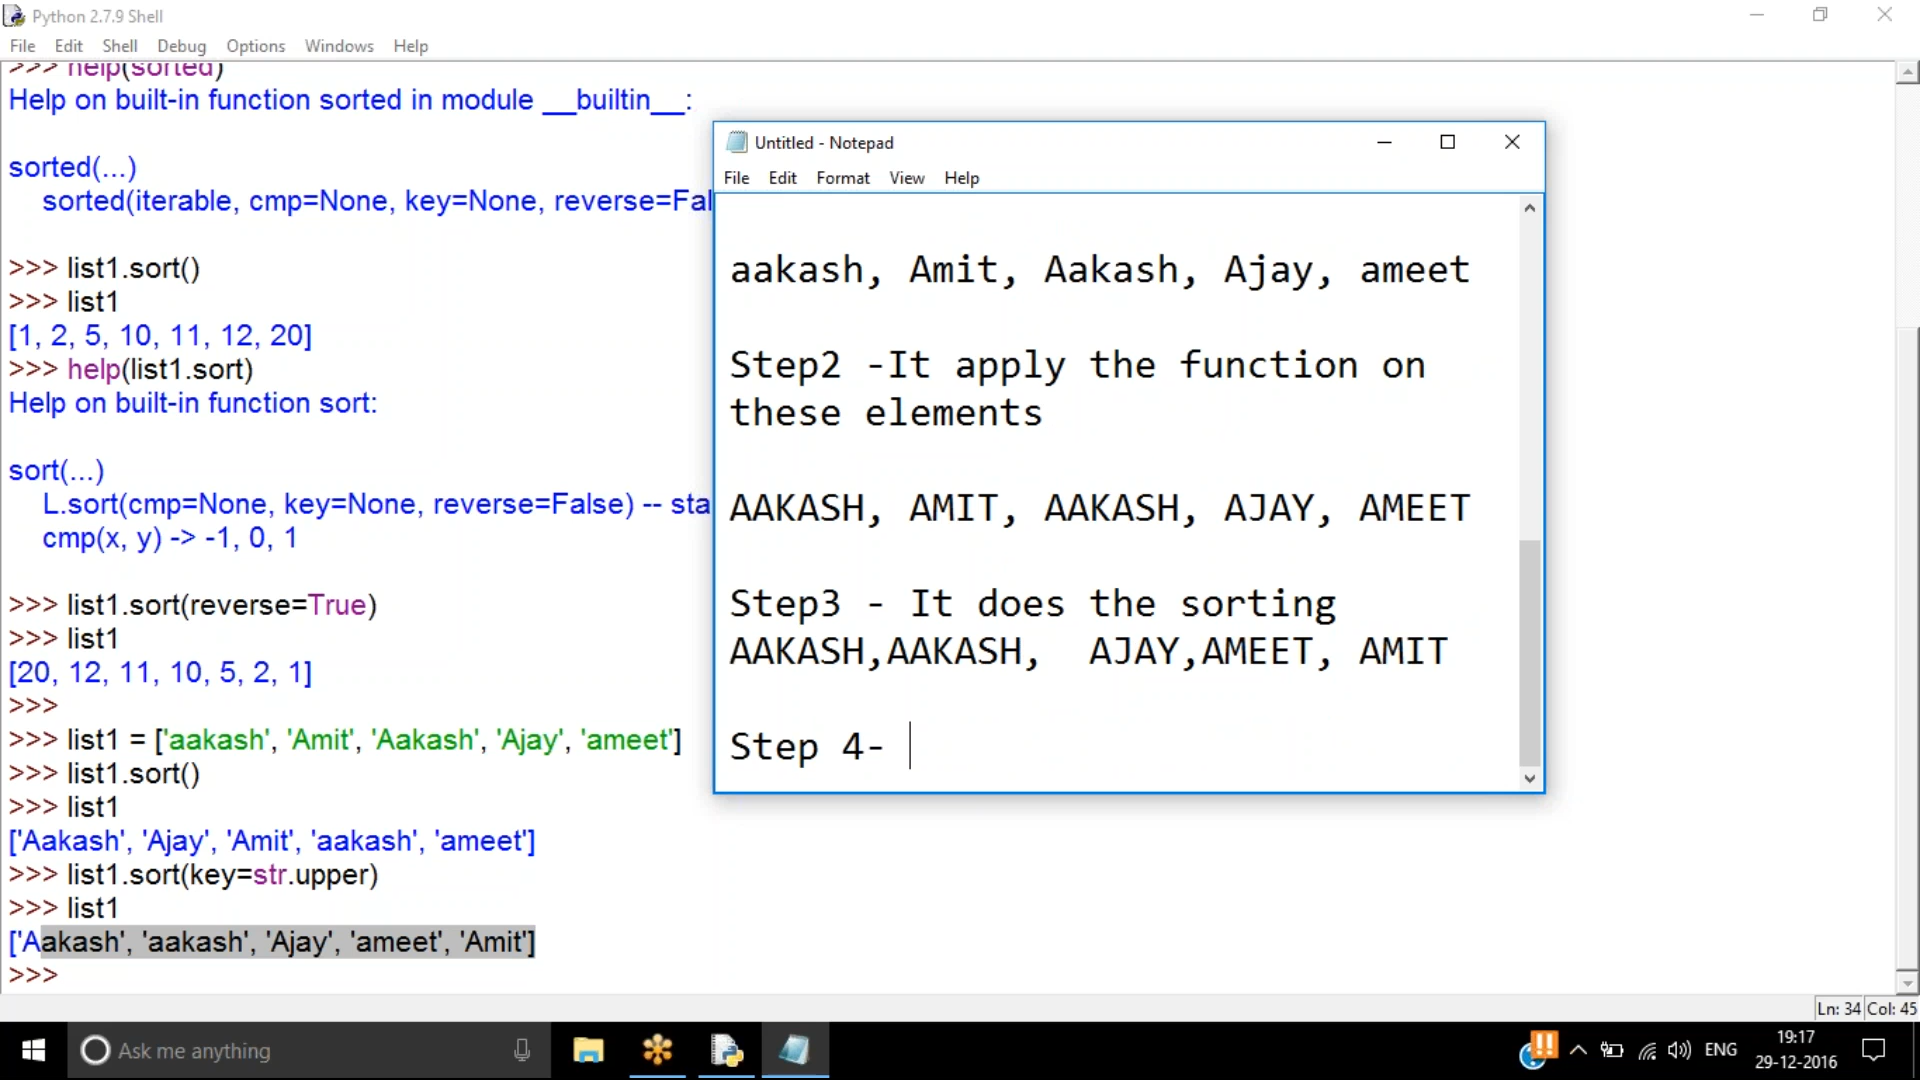 Python 2.7.9 Shell
File Edit Shell Debug Options Windows Help
>>> help(sorted)
Help on built-in function sorted in module __builtin__:
sorted(...)
sorted(iterable, cmp=None, key=None, reverse=Fal
>>> list1.sort()
>>> list1
[1, 2, 5, 10, 11, 12, 20]
>>> help(list1.sort)
Help on built-in function sort:
sort(...)
L.sort(cmp=None, key=None, reverse=False) -- sta
cmp(x, y) -> -1, 0, 1
>>> list1.sort(reverse=True)
>>> list1
[20, 12, 11, 10, 5, 2, 1]
>>>
>>> list1 = ['aakash', 'Amit', 'Aakash', 'Ajay', 'ameet']
>>> list1.sort()
>>> list1
['Aakash', 'Ajay', 'Amit', 'aakash', 'ameet']
>>> list1.sort(key=str.upper)
>>> list1
['Aakash', 'aakash', 'Ajay', 'ameet', 'Amit']
>>>
Untitled - Notepad
File Edit Format View Help
aakash, Amit, Aakash, Ajay, ameet
Step2 -It apply the function on
these elements
AAKASH, AMIT, AAKASH, AJAY, AMEET
Step3 - It does the sorting
AAKASH,AAKASH,  AJAY,AMEET, AMIT
Step 4-
Ln: 34 Col: 45
Ask me anything
ENG
19:17
29-12-2016